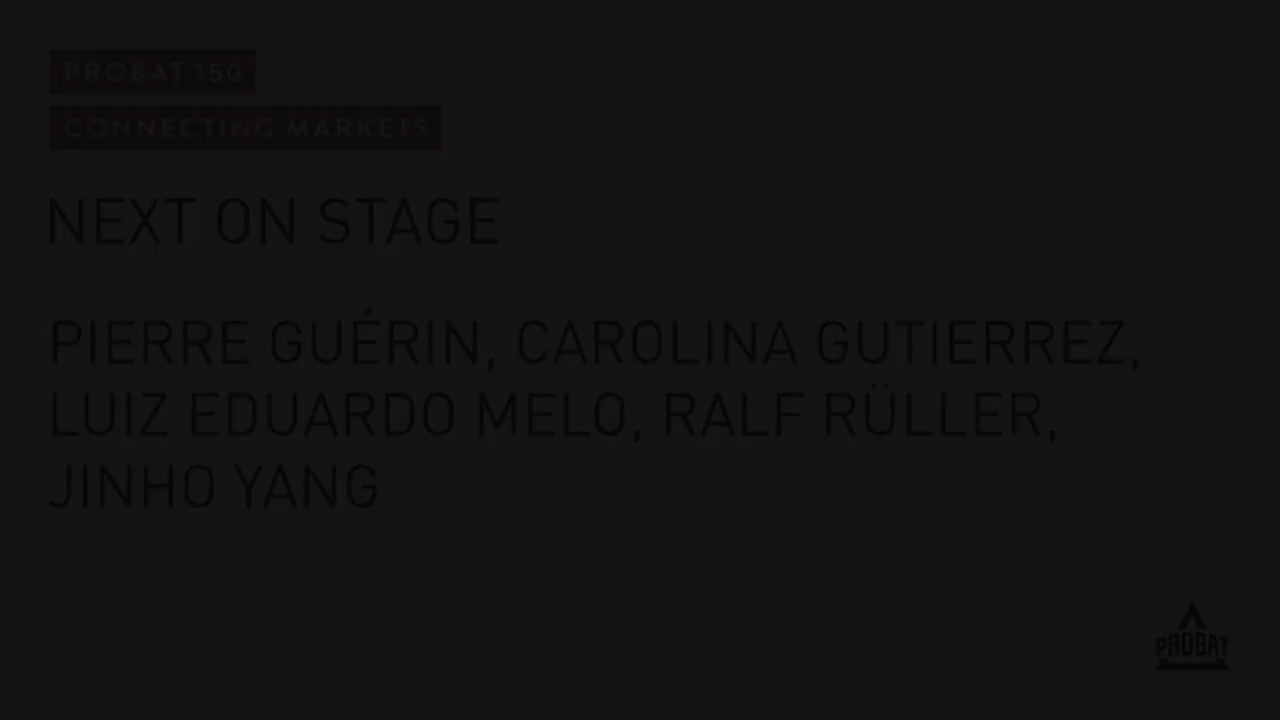 PROBAT 150
CONNECTING MARKETS
NEXT ON STAGE
PIERRE GUÉRIN, CAROLINA GUTIERREZ,
LUIZ EDUARDO MELO, RALF RÜLLER,
JINHO YANG
PROBAT